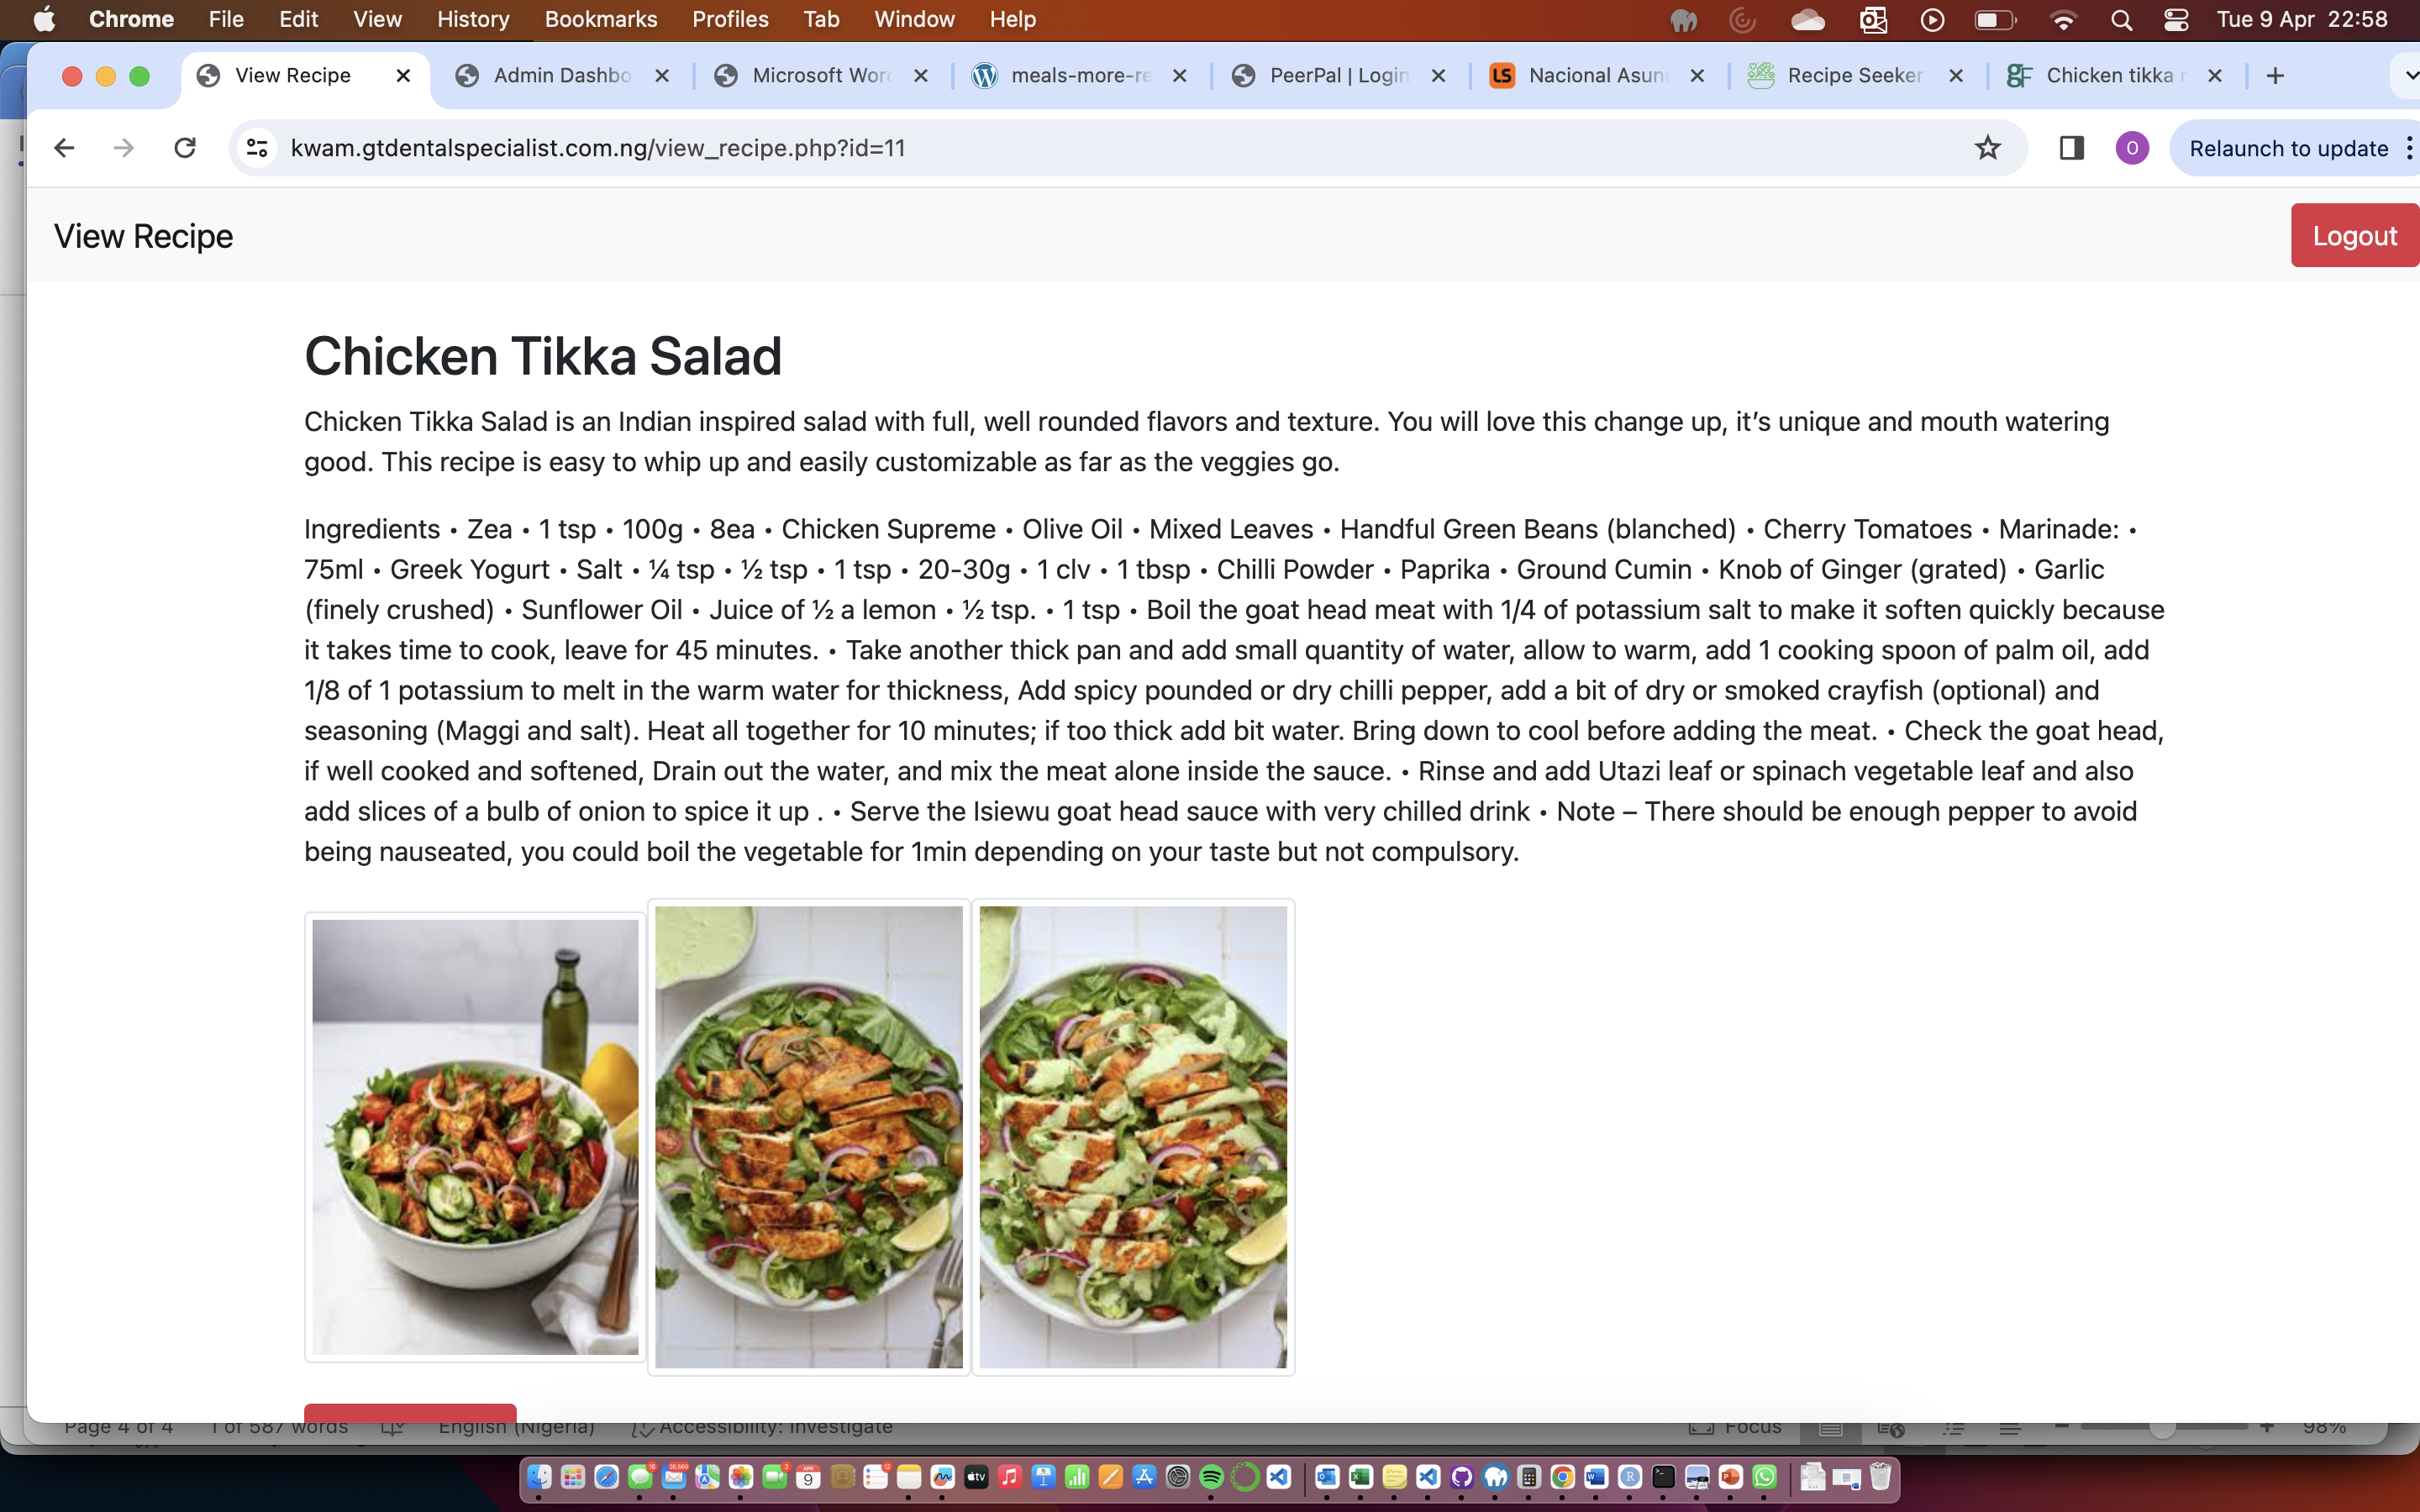 Chrome File Edit View History Bookmarks Profiles Tab Window Help Tue 9 Apr 22:58
View Recipe Admin Dashbo Microsoft Word meals-more-re PeerPal | Login Nacional Asun Recipe Seeker Chicken tikka r
kwam.gtdentalspecialist.com.ng/view_recipe.php?id=11 O Relaunch to update
View Recipe Logout
Chicken Tikka Salad
Chicken Tikka Salad is an Indian inspired salad with full, well rounded flavors and texture. You will love this change up, it’s unique and mouth watering
good. This recipe is easy to whip up and easily customizable as far as the veggies go.
Ingredients • Zea • 1 tsp • 100g • 8ea • Chicken Supreme • Olive Oil • Mixed Leaves • Handful Green Beans (blanched) • Cherry Tomatoes • Marinade: •
75ml • Greek Yogurt • Salt • ¼ tsp • ½ tsp • 1 tsp • 20-30g • 1 clv • 1 tbsp • Chilli Powder • Paprika • Ground Cumin • Knob of Ginger (grated) • Garlic
(finely crushed) • Sunflower Oil • Juice of ½ a lemon • ½ tsp. • 1 tsp • Boil the goat head meat with 1/4 of potassium salt to make it soften quickly because
it takes time to cook, leave for 45 minutes. • Take another thick pan and add small quantity of water, allow to warm, add 1 cooking spoon of palm oil, add
1/8 of 1 potassium to melt in the warm water for thickness, Add spicy pounded or dry chilli pepper, add a bit of dry or smoked crayfish (optional) and
seasoning (Maggi and salt). Heat all together for 10 minutes; if too thick add bit water. Bring down to cool before adding the meat. • Check the goat head,
if well cooked and softened, Drain out the water, and mix the meat alone inside the sauce. • Rinse and add Utazi leaf or spinach vegetable leaf and also
add slices of a bulb of onion to spice it up . • Serve the Isiewu goat head sauce with very chilled drink • Note – There should be enough pepper to avoid
being nauseated, you could boil the vegetable for 1min depending on your taste but not compulsory.
Page 4 of 4 1 of 587 words English (Nigeria) Accessibility: Investigate Focus 98%